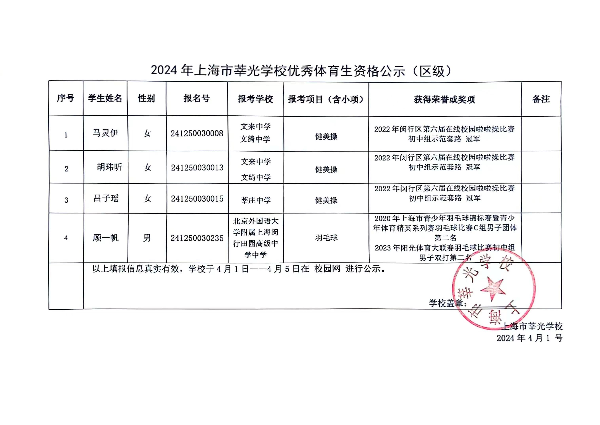 2024 年上海市莘光学校优秀体育生资格公示（区级）
序号 学生姓名 性别 报名号 报考学校 报考项目（含小项） 获得荣誉或奖项 备注
1 马灵伊 女 241250030008 文来中学 健美操 2022 年闵行区第六届在线校园啦啦操比赛
文绮中学 初中组示范套路 冠军
2 胡玮昕 女 241250030013 文来中学 健美操 2022 年闵行区第六届在线校园啦啦操比赛
文绮中学 初中组示范套路 冠军
3 吕子瑶 女 241250030015 莘庄中学 健美操 2022 年闵行区第六届在线校园啦啦操比赛
初中组示范套路 冠军
4 顾一帆 男 241250030235 北京外国语大 羽毛球 2020 年上海市青少年羽毛球锦标赛暨青少
学附属上海闵 年体育精英系列赛羽毛球比赛C组男子团体
行田园高级中 第二名
学中学 2023 年阳光体育大联赛羽毛球比赛初中组
男子双打第二名
以上填报信息真实有效。学校于 4 月 1 日——4 月 5 日在 校园网 进行公示。
学校盖章：
上海市莘光学校
上海市莘光学校
2024 年 4 月 1 号